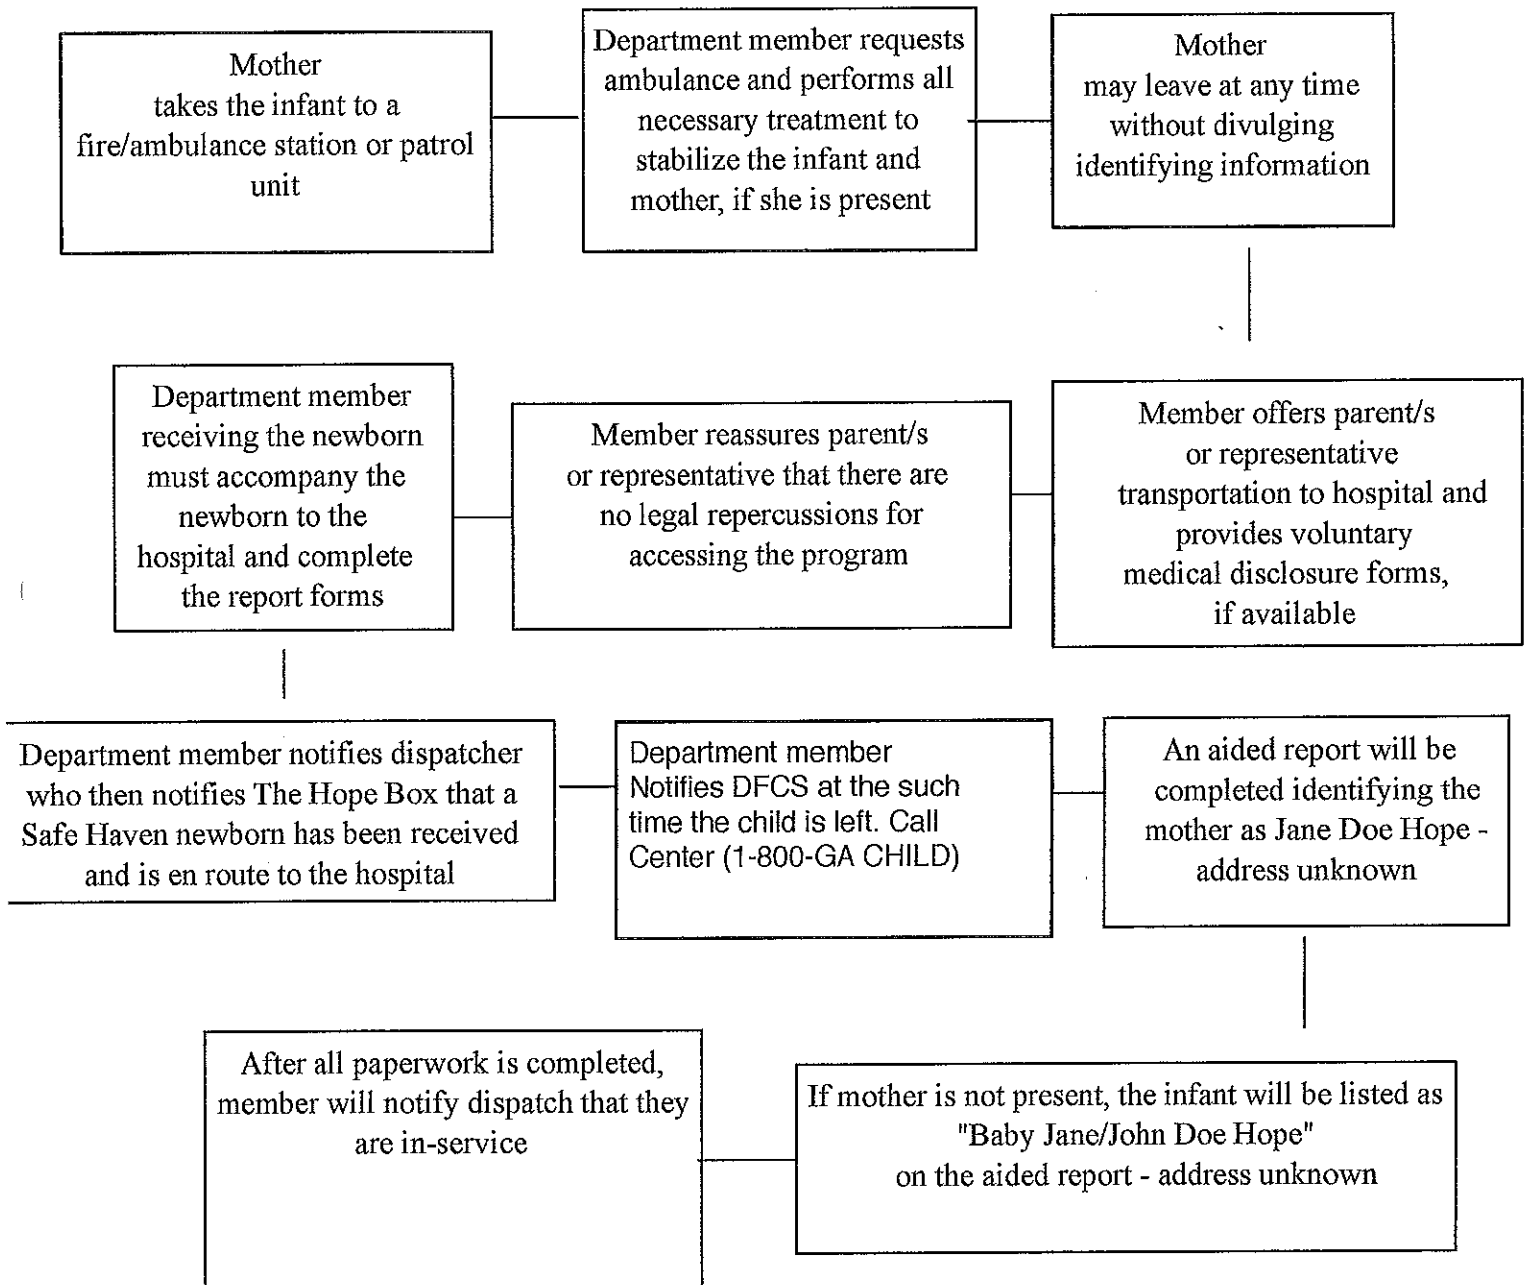 Mother
takes the infant to a
fire/ambulance station or patrol
unit
Department member requests
ambulance and performs all
necessary treatment to
stabilize the infant and
mother, if she is present
Mother
may leave at any time
without divulging
identifying information
Member offers parent/s
or representative
transportation to hospital and
provides voluntary
medical disclosure forms,
if available
Member reassures parent/s
or representative that there are
no legal repercussions for
accessing the program
Department member
receiving the newborn
must accompany the
newborn to the
hospital and complete
the report forms
Department member notifies dispatcher
who then notifies The Hope Box that a
Safe Haven newborn has been received
and is en route to the hospital
Department member
Notifies DFCS at the such
time the child is left. Call
Center (1-800-GA CHILD)
An aided report will be
completed identifying the
mother as Jane Doe Hope -
address unknown
If mother is not present, the infant will be listed as
"Baby Jane/John Doe Hope"
on the aided report - address unknown
After all paperwork is completed,
member will notify dispatch that they
are in-service